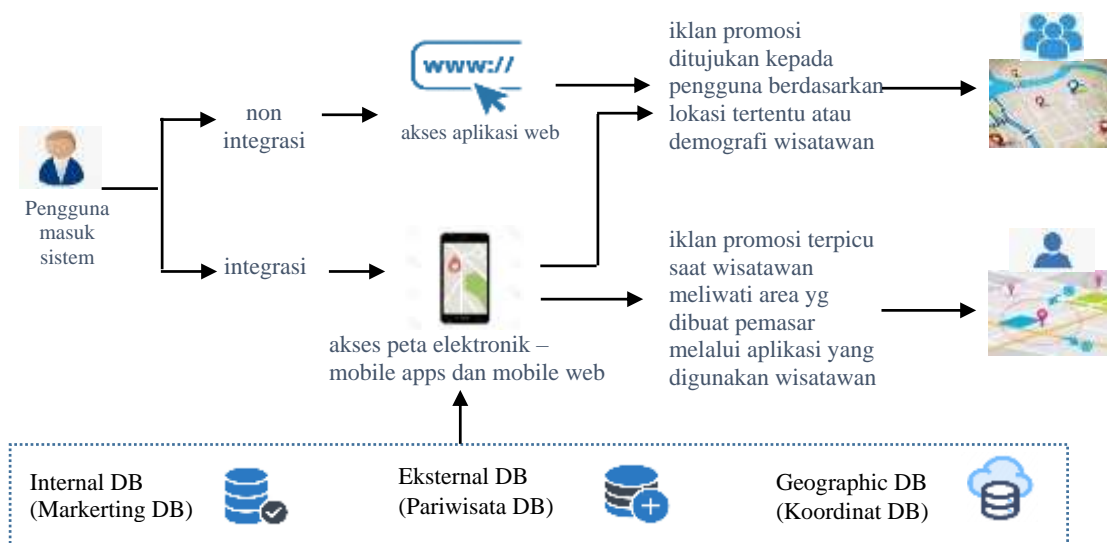 Pengguna
masuk
sistem
non
integrasi
integrasi
www://
akses aplikasi web
akses peta elektronik –
mobile apps dan mobile web
iklan promosi
ditujukan kepada
pengguna berdasarkan
lokasi tertentu atau
demografi wisatawan
iklan promosi terpicu
saat wisatawan
meliwati area yg
dibuat pemasar
melalui aplikasi yang
digunakan wisatawan
Internal DB
(Markerting DB)
Eksternal DB
(Pariwisata DB)
Geographic DB
(Koordinat DB)